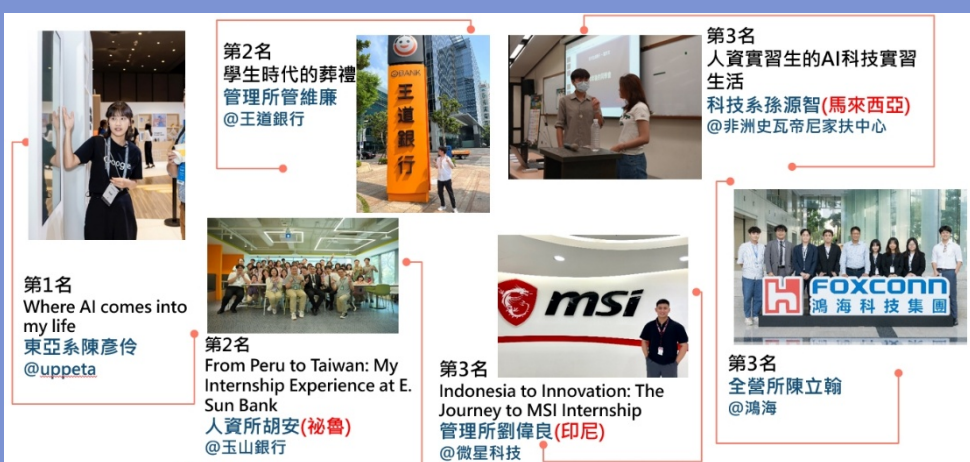 第1名
Where AI comes into
my life
東亞系陳彥伶
@uppeta
Google
第2名
學生時代的葬禮
管理所管維廉
@王道銀行
王道銀行
第2名
From Peru to Taiwan: My
Internship Experience at E.
Sun Bank
人資所胡安(祕魯)
@玉山銀行
第3名
人資實習生的AI科技實習
生活
科技系孫源智(馬來西亞)
@非洲史瓦帝尼家扶中心
msi
第3名
Indonesia to Innovation: The
Journey to MSI Internship
管理所劉偉良(印尼)
@微星科技
FOXCONN
鴻海科技集團
第3名
全營所陳立翰
@鴻海